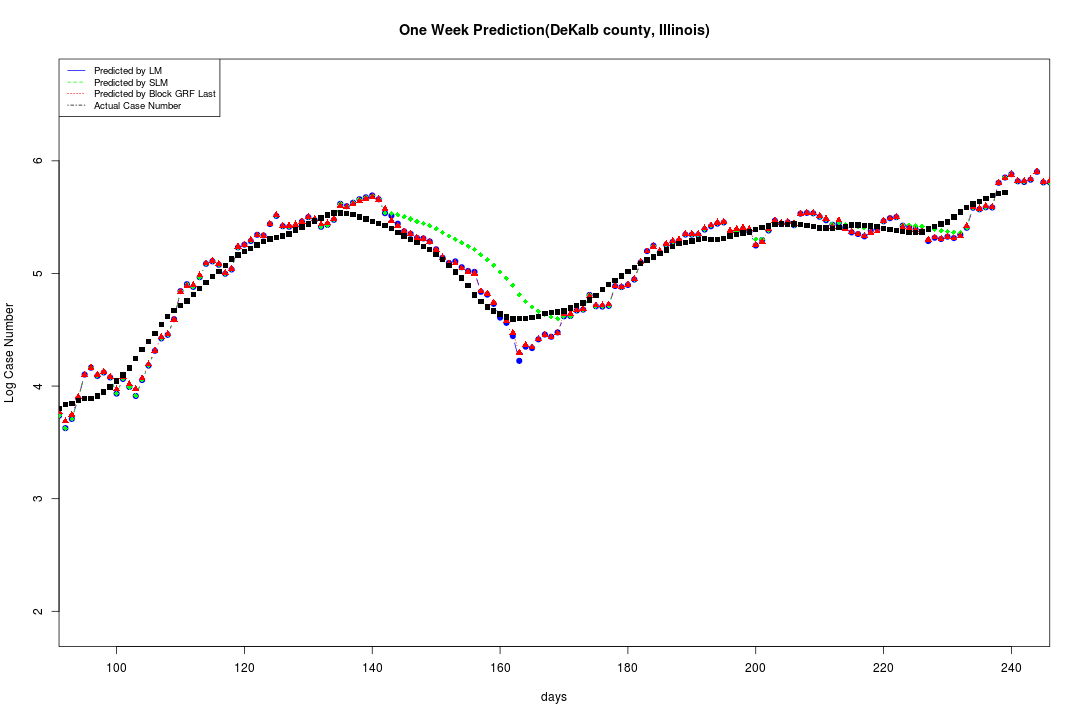 One Week Prediction(DeKalb county, Illinois)
Predicted by LM
Predicted by SLM
Predicted by Block GRF Last
Actual Case Number
6
5
4
3
2
Log Case Number
100 120 140 160 180 200 220 240
days